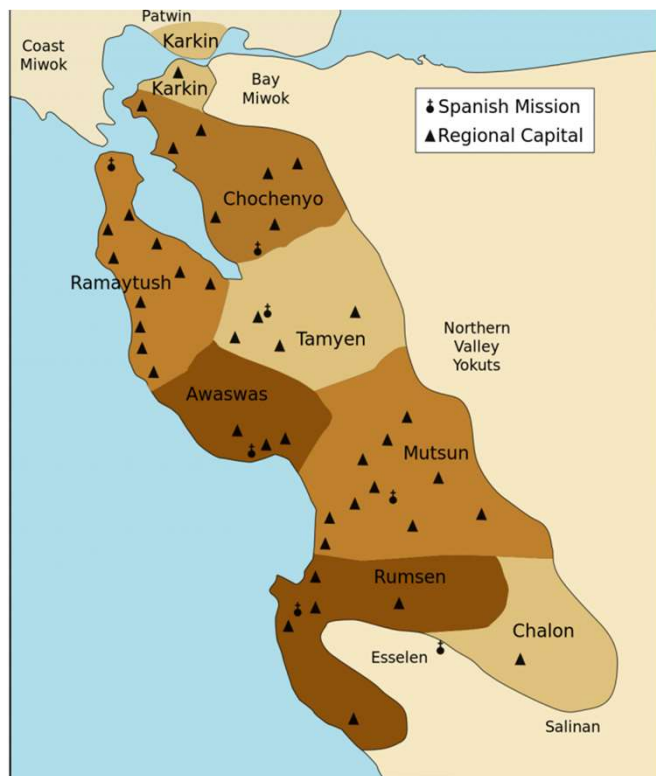 Patwin
Karkin
Coast
Miwok
Karkin
Bay
Miwok
Spanish Mission
Regional Capital
Chochenyo
Ramaytush
Tamyen
Northern
Valley
Yokuts
Awaswas
Mutsun
Rumsen
Chalon
Esselen
Salinan